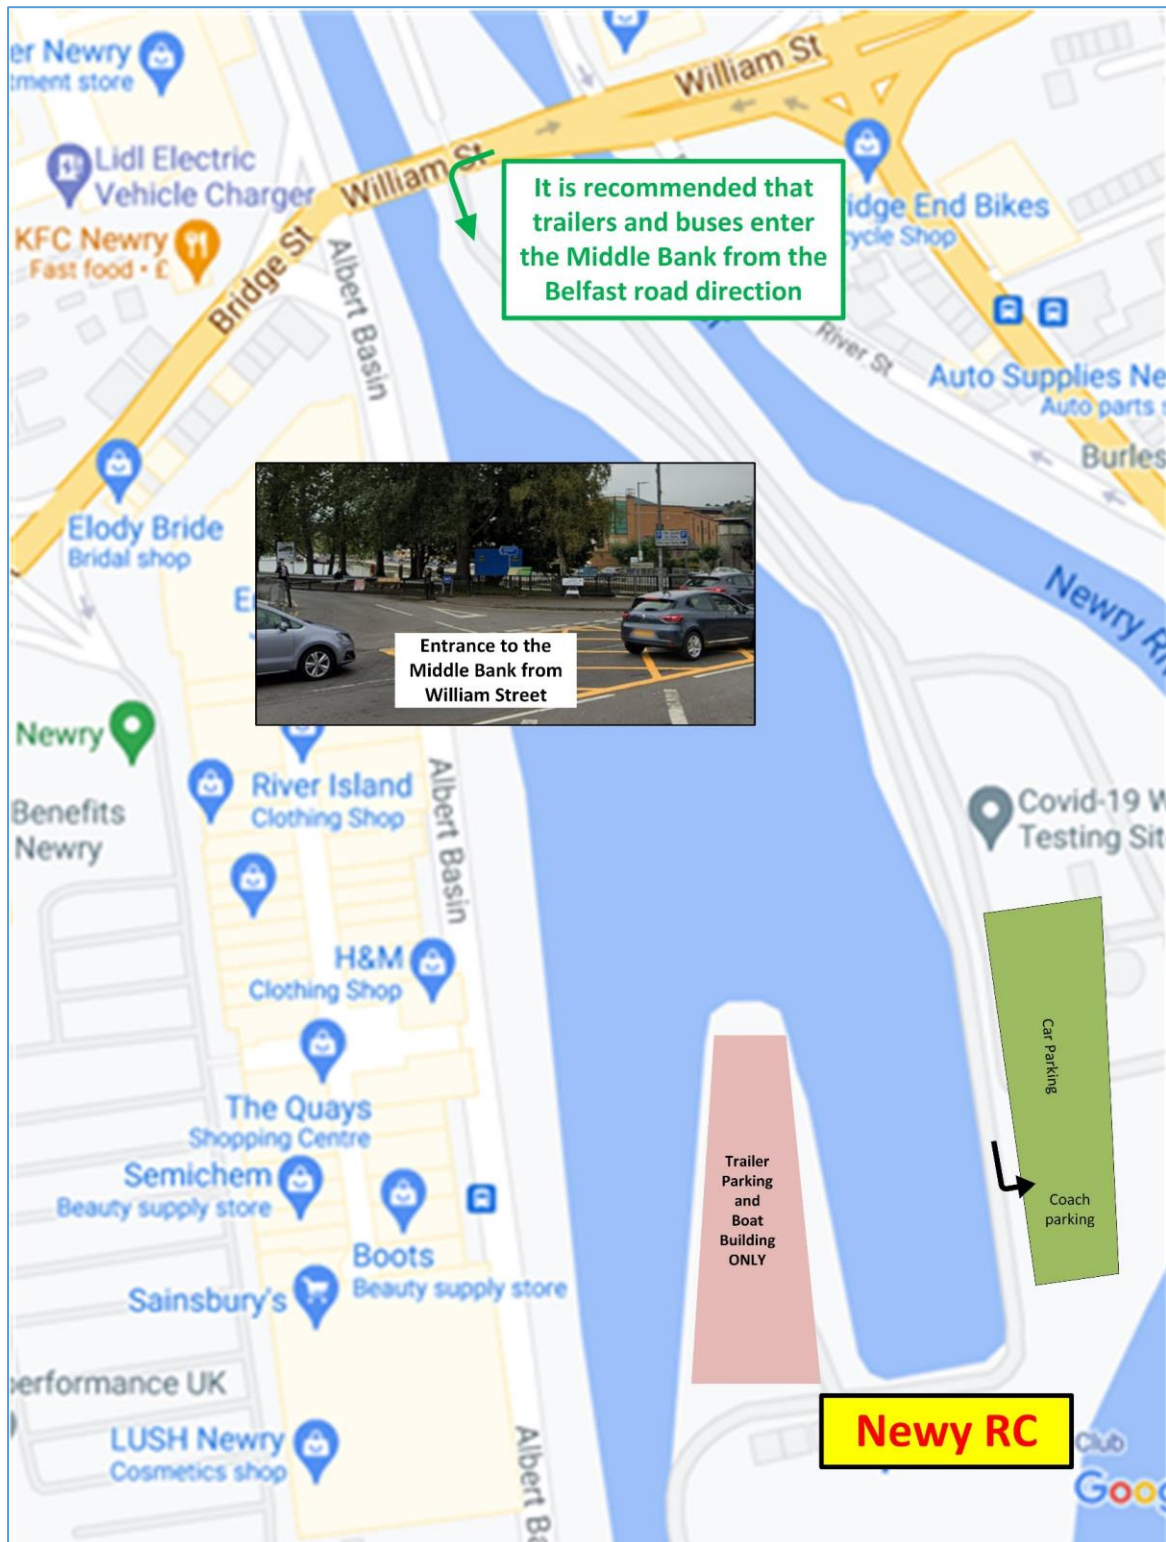 er Newry
tment store
William St
Lidl Electric
Vehicle Charger
William St
It is recommended that
trailers and buses enter
the Middle Bank from the
Belfast road direction
idge End Bikes
cycle Shop
KFC Newry
Fast food • £
Bridge St
Albert Basin
River St
Auto Supplies Ne
Auto parts s
Burles
Elody Bride
Bridal shop
Entrance to the
Middle Bank from
William Street
Newry Riv
Newry
River Island
Clothing Shop
Albert Basin
Benefits
Newry
Covid-19 W
Testing Site
H&M
Clothing Shop
Car Parking
The Quays
Shopping Centre
Trailer
Parking
and
Boat
Building
ONLY
Semichem
Beauty supply store
Coach
parking
Boots
Beauty supply store
Sainsbury's
performance UK
Newy RC
LUSH Newry
Cosmetics shop
Albert Ba
Club
Goog